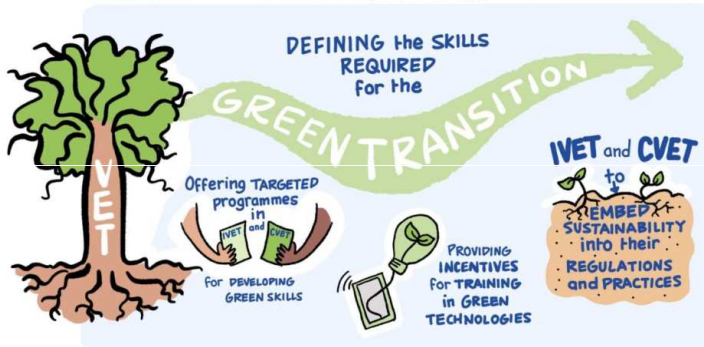 VET
DEFINING the SKILLS
REQUIRED
for the
GREEN TRANSITION
Offering TARGETED
programmes
in
IVET and CVET
for DEVELOPING
GREEN SKILLS
PROVIDING
INCENTIVES
for TRAINING
in GREEN
TECHNOLOGIES
IVET and CVET
to
EMBED
SUSTAINABILITY
into their
REGULATIONS
and PRACTICES